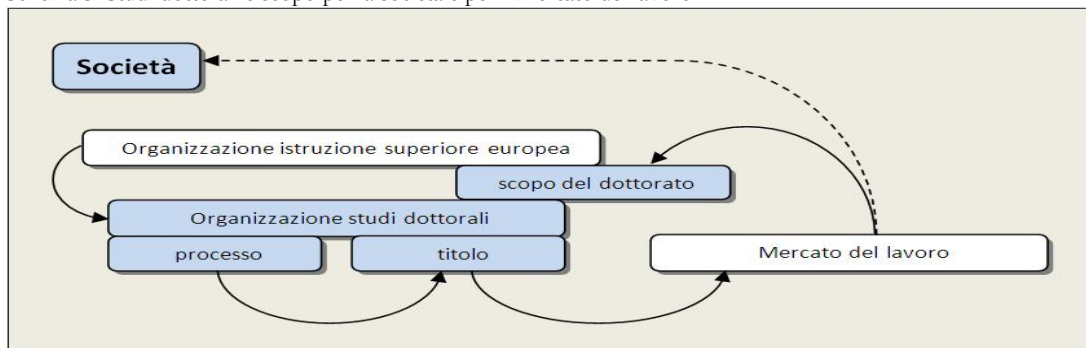 Società
Organizzazione istruzione superiore europea
scopo del dottorato
Organizzazione studi dottorali
processo
titolo
Mercato del lavoro